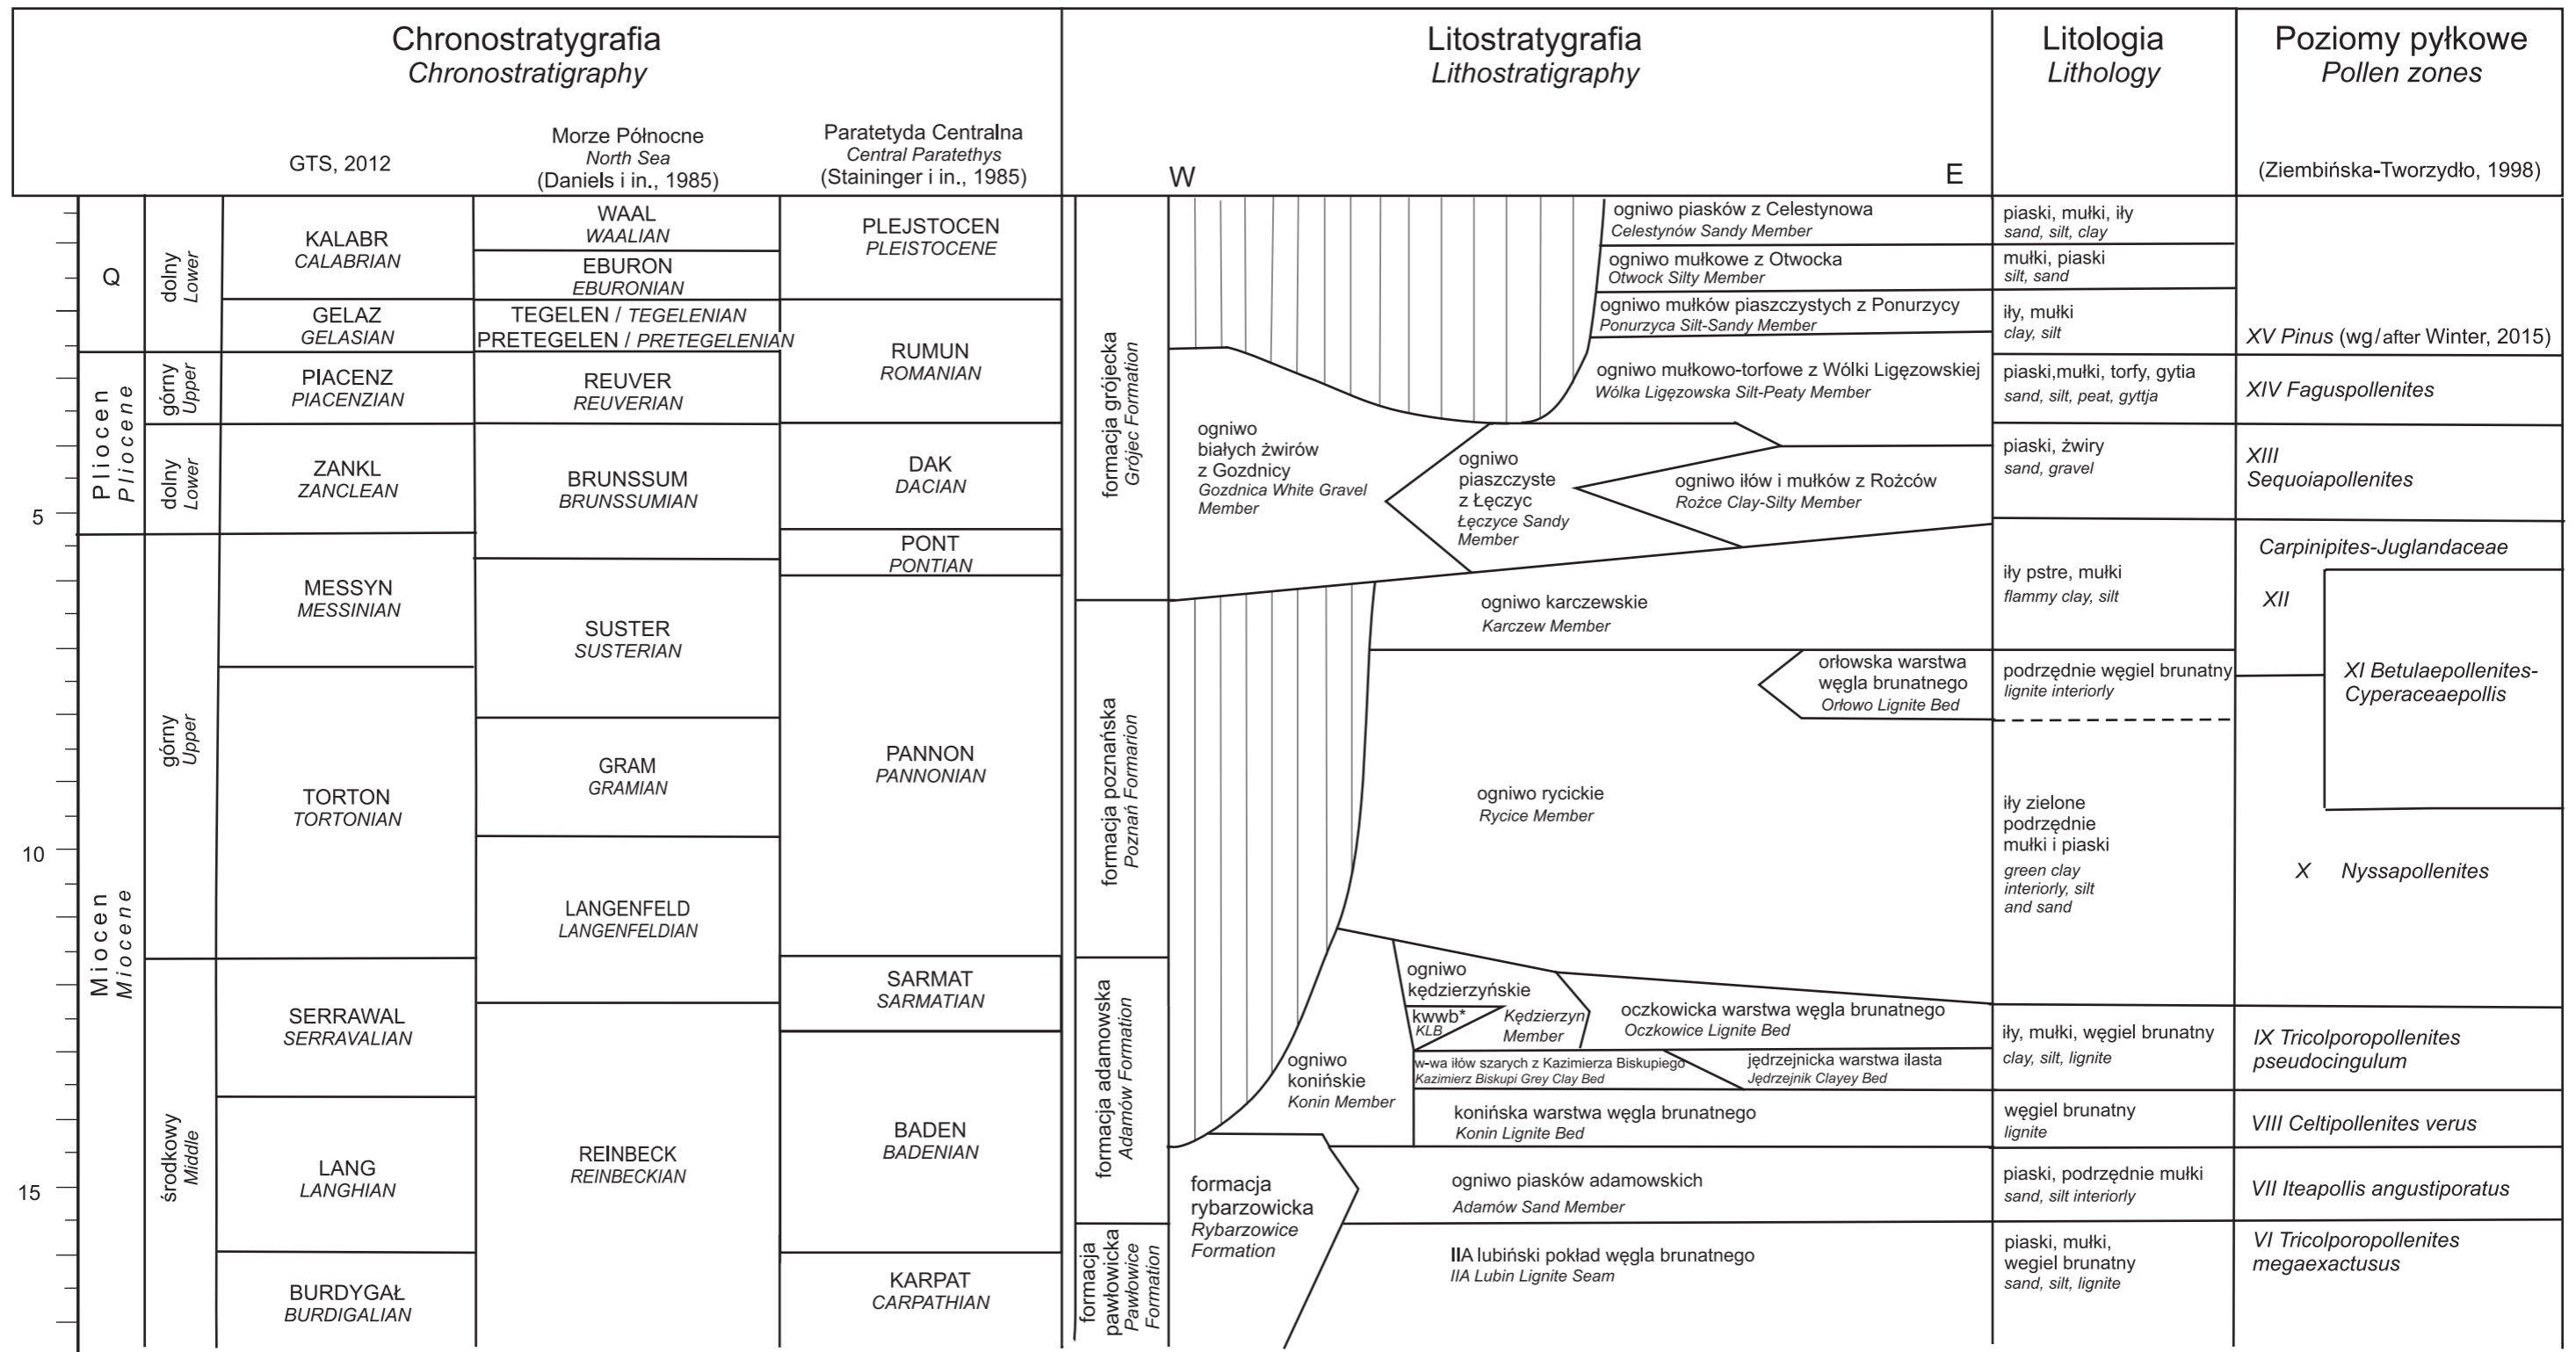 Chronostratygrafia
Chronostratigraphy
GTS, 2012
Morze Północne
North Sea
(Daniels i in., 1985)
Paratetyda Centralna
Central Paratethys
(Staininger i in., 1985)
Litostratygrafia
Lithostratigraphy
W
E
Litologia
Lithology
Poziomy pyłkowe
Pollen zones
(Ziembińska-Tworzydło, 1998)
5
10
15
Q
Pliocen
Pliocene
Miocen
Miocene
dolny
Lower
górny
Upper
dolny
Lower
górny
Upper
środkowy
Middle
KALABR
CALABRIAN
GELAZ
GELASIAN
PIACENZ
PIACENZIAN
ZANKL
ZANCLEAN
MESSYN
MESSINIAN
TORTON
TORTONIAN
SERRAWAL
SERRAVALIAN
LANG
LANGHIAN
BURDYGAŁ
BURDIGALIAN
WAAL
WAALIAN
EBURON
EBURONIAN
TEGELEN / TEGELENIAN
PRETEGELEN / PRETEGELENIAN
REUVER
REUVERIAN
BRUNSSUM
BRUNSSUMIAN
SUSTER
SUSTERIAN
GRAM
GRAMIAN
LANGENFELD
LANGENFELDIAN
REINBECK
REINBECKIAN
PLEJSTOCEN
PLEISTOCENE
RUMUN
ROMANIAN
DAK
DACIAN
PONT
PONTIAN
PANNON
PANNONIAN
SARMAT
SARMATIAN
BADEN
BADENIAN
KARPAT
CARPATHIAN
formacja grójecka
Grójec Formation
formacja poznańska
Poznań Formarion
formacja adamowska
Adamów Formation
formacja
pawłowicka
Pawłowice
Formation
ogniwo piasków z Celestynowa
Celestynów Sandy Member
ogniwo mułkowe z Otwocka
Otwock Silty Member
ogniwo mułków piaszczystych z Ponurzycy
Ponurzyca Silt-Sandy Member
ogniwo mułkowo-torfowe z Wólki Ligęzowskiej
Wólka Ligęzowska Silt-Peaty Member
ogniwo
białych żwirów
z Gozdnicy
Gozdnica White Gravel
Member
ogniwo
piaszczyste
z Łęczyc
Łęczyce Sandy
Member
ogniwo iłów i mułków z Rożców
Rożce Clay-Silty Member
ogniwo karczewskie
Karczew Member
orłowska warstwa
węgla brunatnego
Orłowo Lignite Bed
ogniwo rycickie
Rycice Member
ogniwo
kędzierzyńskie
Kędzierzyn
Member
kwwb*
KLB
oczkowicka warstwa węgla brunatnego
Oczkowice Lignite Bed
ogniwo
konińskie
Konin Member
w-wa iłów szarych z Kazimierza Biskupiego
Kazimierz Biskupi Grey Clay Bed
jędrzejnicka warstwa ilasta
Jędrzejnik Clayey Bed
konińska warstwa węgla brunatnego
Konin Lignite Bed
formacja
rybarzowicka
Rybarzowice
Formation
ogniwo piasków adamowskich
Adamów Sand Member
IIA lubiński pokład węgla brunatnego
IIA Lubin Lignite Seam
piaski, mułki, iły
sand, silt, clay
mułki, piaski
silt, sand
iły, mułki
clay, silt
piaski,mułki, torfy, gytia
sand, silt, peat, gyttja
piaski, żwiry
sand, gravel
iły pstre, mułki
flammy clay, silt
podrzędnie węgiel brunatny
lignite interiorly
iły zielone
podrzędnie
mułki i piaski
green clay
interiorly, silt
and sand
iły, mułki, węgiel brunatny
clay, silt, lignite
węgiel brunatny
lignite
piaski, podrzędnie mułki
sand, silt interiorly
piaski, mułki,
wegiel brunatny
sand, silt, lignite
XV Pinus (wg/after Winter, 2015)
XIV Faguspollenites
XIII
Sequoiapollenites
Carpinipites-Juglandaceae
XII
XI Betulaepollenites-
Cyperaceaepollis
X Nyssapollenites
IX Tricolporopollenites
pseudocingulum
VIII Celtipollenites verus
VII Iteapollis angustiporatus
VI Tricolporopollenites
megaexactusus